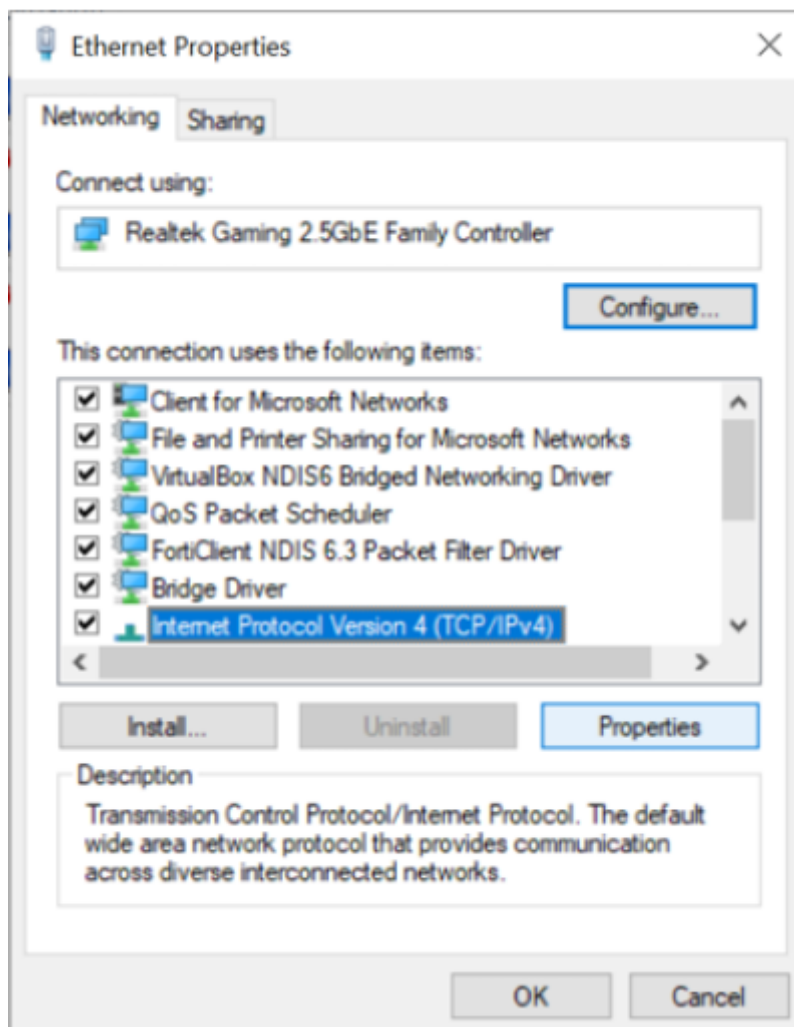 Ethernet Properties
Networking
Sharing
Connect using:
Realtek Gaming 2.5GbE Family Controller
Configure...
This connection uses the following items:
Client for Microsoft Networks
File and Printer Sharing for Microsoft Networks
VirtualBox NDIS6 Bridged Networking Driver
QoS Packet Scheduler
FortiClient NDIS 6.3 Packet Filter Driver
Bridge Driver
Internet Protocol Version 4 (TCP/IPv4)
Install...
Uninstall
Properties
Description
Transmission Control Protocol/Internet Protocol. The default
wide area network protocol that provides communication
across diverse interconnected networks.
OK
Cancel